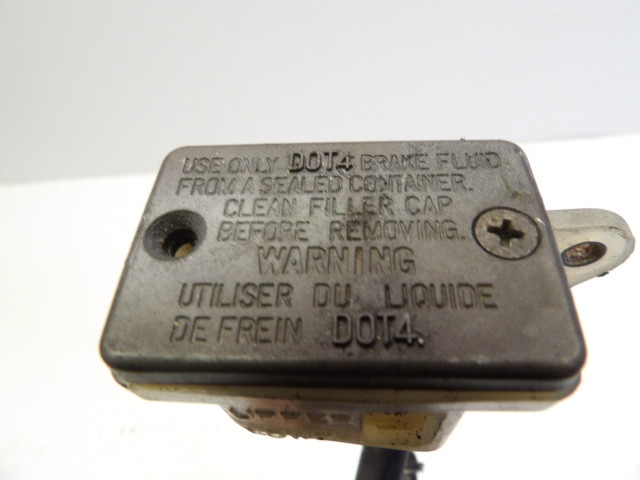 USE ONLY DOT4 BRAKE FLUID
FROM A SEALED CONTAINER.
CLEAN FILLER CAP
BEFORE REMOVING.
WARNING
UTILISER DU LIQUIDE
DE FREIN DOT4.